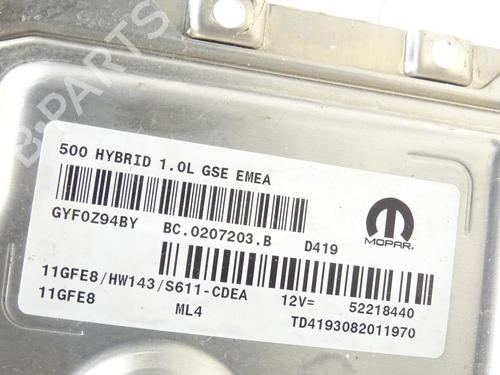 B-PARTS
500 HYBRID 1.0L GSE EMEA
GYF0Z94BY BC.0207203.B D419
MOPAR.
11GFE8/HW143/S611-CDEA 12V= 52218440
11GFE8 ML4 TD4193082011970